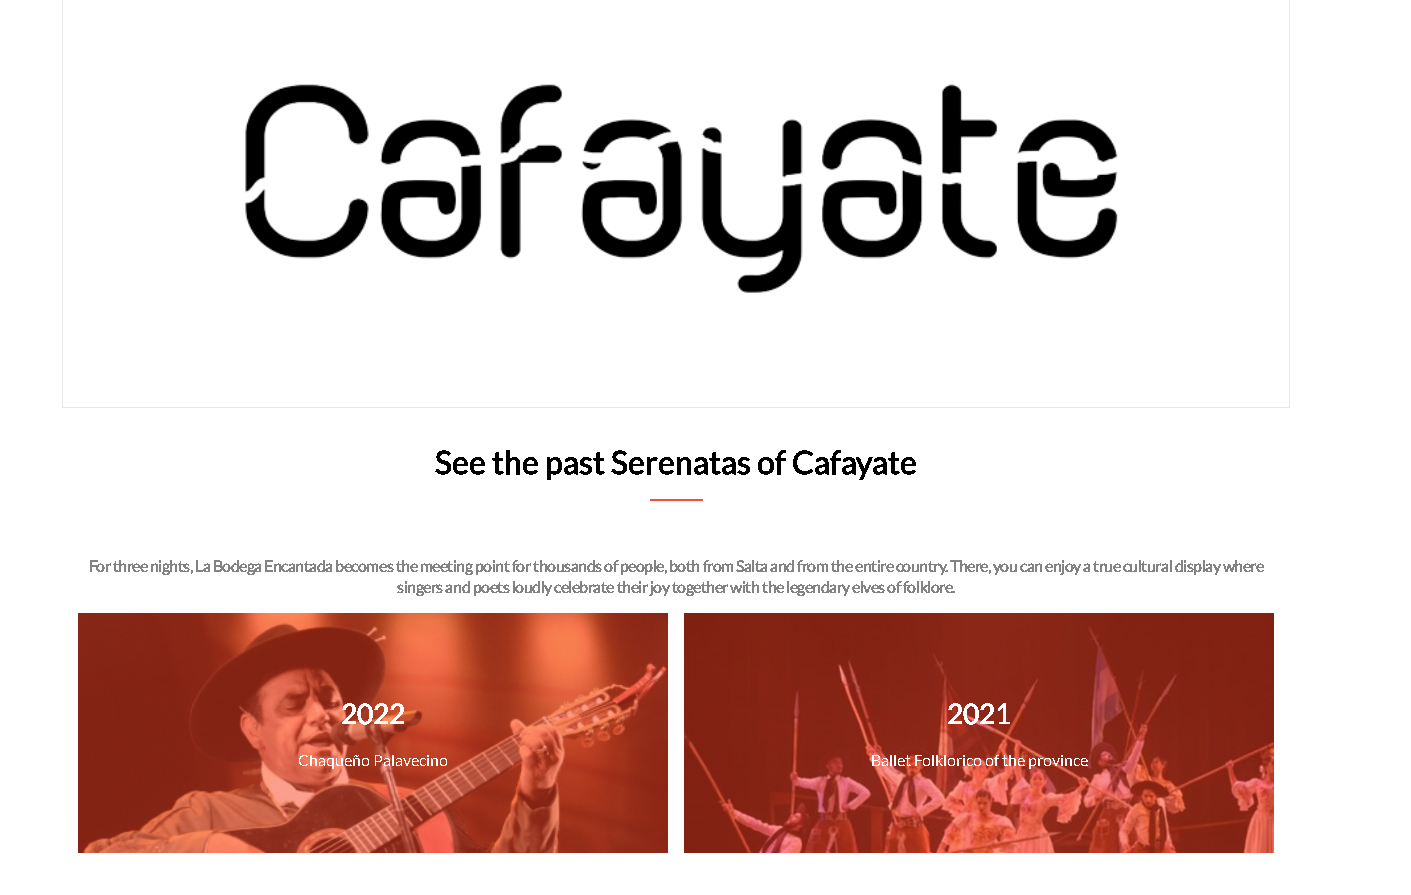 Cafayate
See the past Serenatas of Cafayate
For three nights, La Bodega Encantada becomes the meeting point for thousands of people, both from Salta and from the entire country. There, you can enjoy a true cultural display where
singers and poets loudly celebrate their joy together with the legendary elves of folklore.
2022
Chaqueño Palavecino
2021
Ballet Folklorico of the province